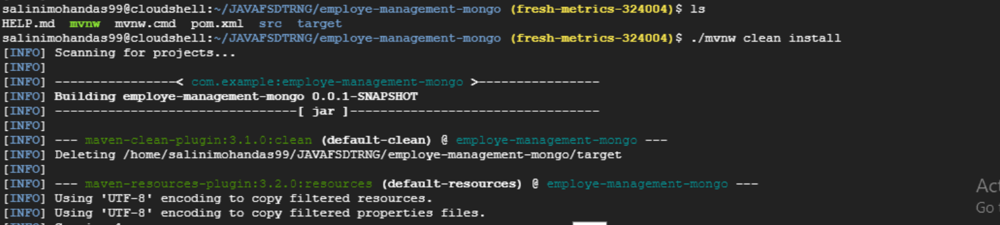 salinimohandas99@cloudshell:~/JAVAFSDTRNG/employe-management-mongo (fresh-metrics-324004)$ ls
HELP.md mvnw mvnw.cmd pom.xml src target
salinimohandas99@cloudshell:~/JAVAFSDTRNG/employe-management-mongo (fresh-metrics-324004)$ ./mvnw clean install
[INFO] Scanning for projects...
[INFO]
[INFO] ----------------< com.example:employe-management-mongo >----------------
[INFO] Building employe-management-mongo 0.0.1-SNAPSHOT
[INFO] --------------------------------[ jar ]---------------------------------
[INFO]
[INFO] --- maven-clean-plugin:3.1.0:clean (default-clean) @ employe-management-mongo ---
[INFO] Deleting /home/salinimohandas99/JAVAFSDTRNG/employe-management-mongo/target
[INFO]
[INFO] --- maven-resources-plugin:3.2.0:resources (default-resources) @ employe-management-mongo ---
[INFO] Using 'UTF-8' encoding to copy filtered resources.
[INFO] Using 'UTF-8' encoding to copy filtered properties files.
Act
Go